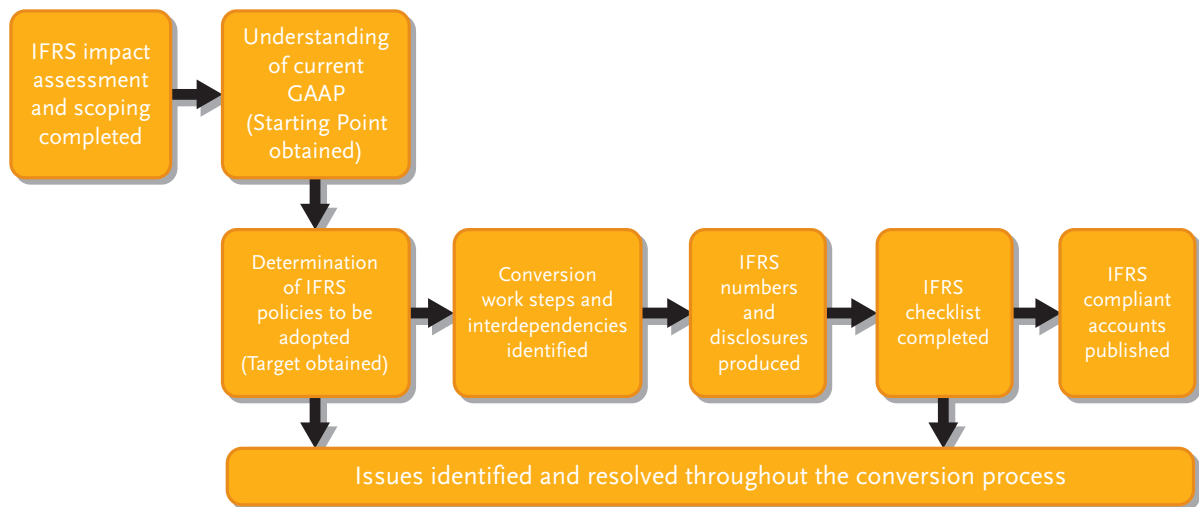 IFRS impact
assessment
and scoping
completed
Understanding
of current
GAAP
(Starting Point
obtained)
Determination
of IFRS
policies to be
adopted
(Target obtained)
Conversion
work steps and
interdependencies
identified
IFRS
numbers
and
disclosures
produced
IFRS
checklist
completed
IFRS
compliant
accounts
published
Issues identified and resolved throughout the conversion process